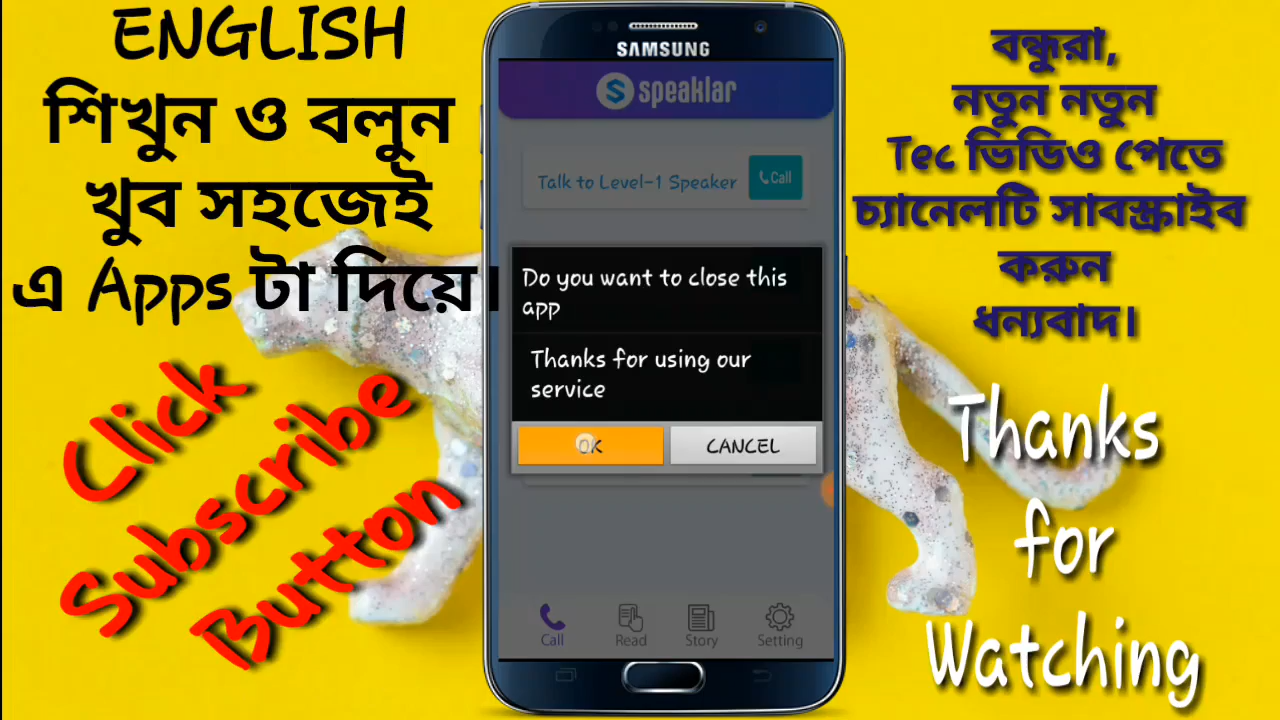 ENGLISH
শিখুন ও বলুন
খুব সহজেই
এ Apps টা দিয়ে।
Click
Subscribe
Button
SAMSUNG
speaklar
Talk to Level-1 Speaker
Call
Do you want to close this
app
Thanks for using our
service
OK
CANCEL
Call
Read
Story
Setting
বন্ধুরা,
নতুন নতুন
Tec ভিডিও পেতে
চ্যানেলটি সাবস্ক্রাইব
করুন
ধন্যবাদ।
Thanks
for
Watching